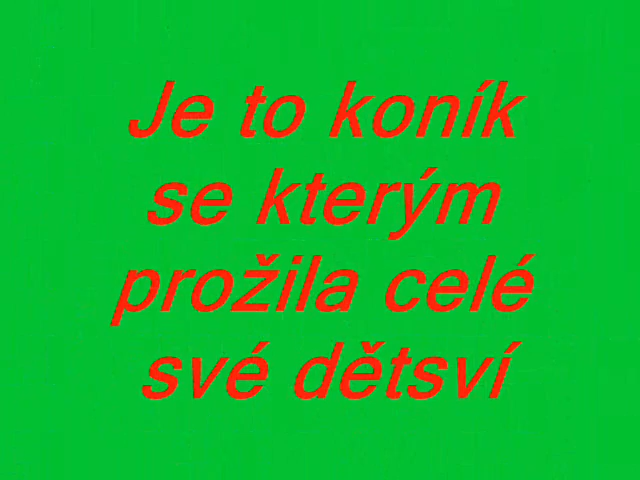 Je to koník
se kterým
prožila celé
své dětsví